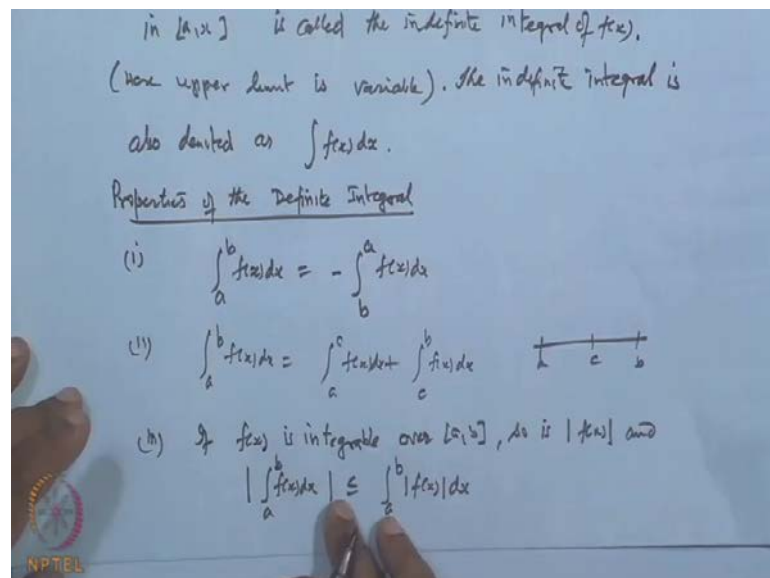 in [a,x] is called the indefinite integral of f(x).
(Here upper limit is variable). The indefinite integral is
also denoted as ∫ f(x) dx.
Properties of the Definite Integral
(i) ∫_a^b f(x) dx = - ∫_b^a f(x) dx
(ii) ∫_a^b f(x) dx = ∫_a^c f(x) dx + ∫_c^b f(x) dx a c b
(iii) If f(x) is integrable over [a,b], so is |f(x)| and
|∫_a^b f(x) dx| ≤ ∫_a^b |f(x)| dx
NPTEL